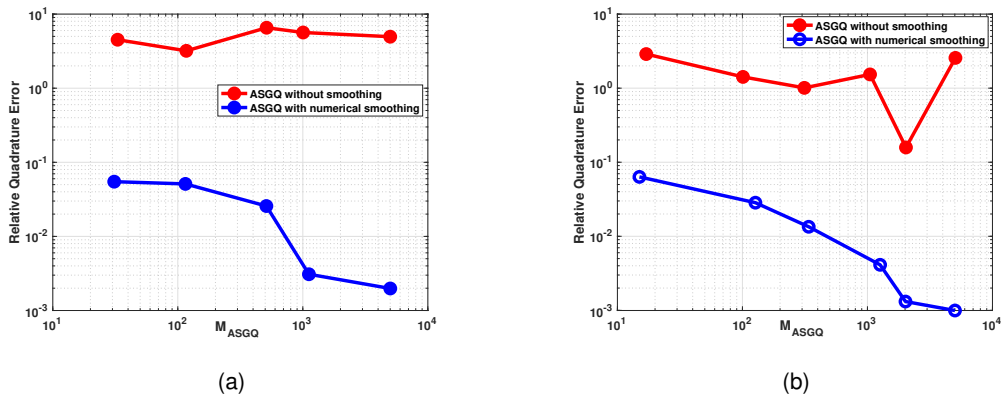 Relative Quadrature Error
10^1
10^0
10^-1
10^-2
10^-3
ASGQ without smoothing
ASGQ with numerical smoothing
10^1
10^2
10^3
10^4
M_ASGQ
(a)
Relative Quadrature Error
10^1
10^0
10^-1
10^-2
10^-3
ASGQ without smoothing
ASGQ with numerical smoothing
10^1
10^2
10^3
10^4
M_ASGQ
(b)